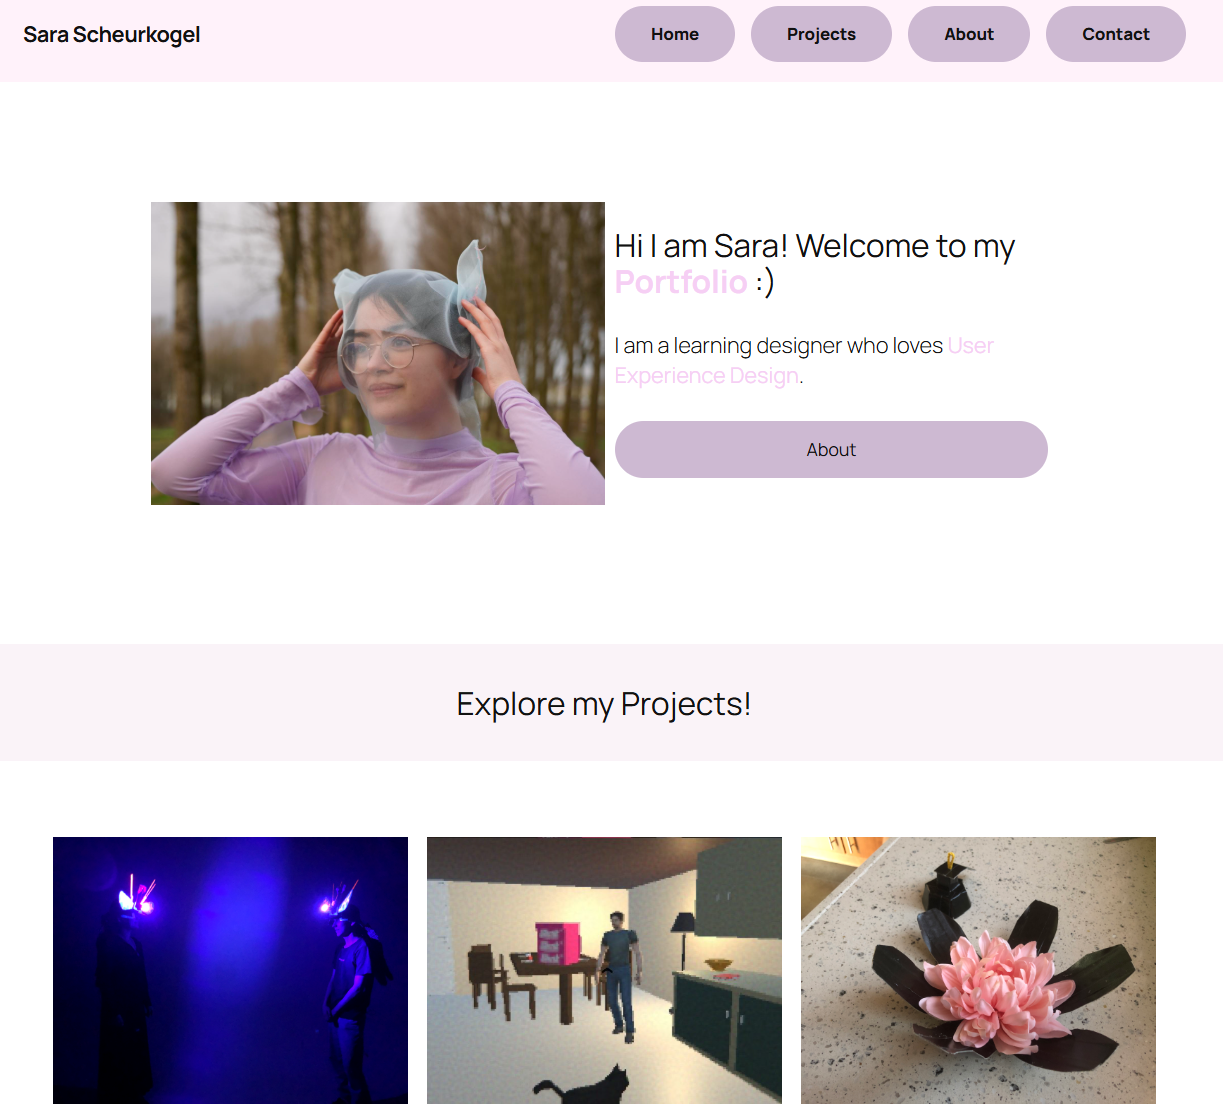 Sara Scheurkogel
Home
Projects
About
Contact
Hi I am Sara! Welcome to my
Portfolio :)
I am a learning designer who loves User
Experience Design.
About
Explore my Projects!